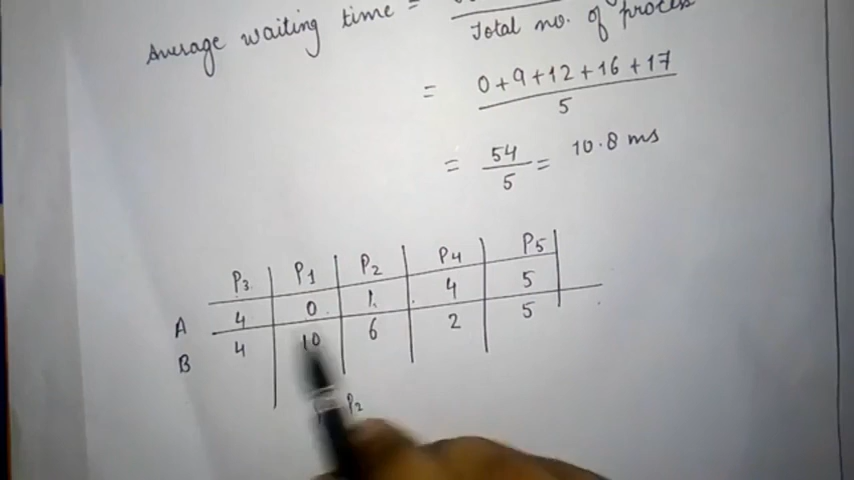 Average waiting time =
Total no. of process
= 0+9+12+16+17
5
= 54 = 10.8 ms
5
P3 P1 P2 P4 P5
A 4 0 1 4 5
B 4 10 6 2 5
P2